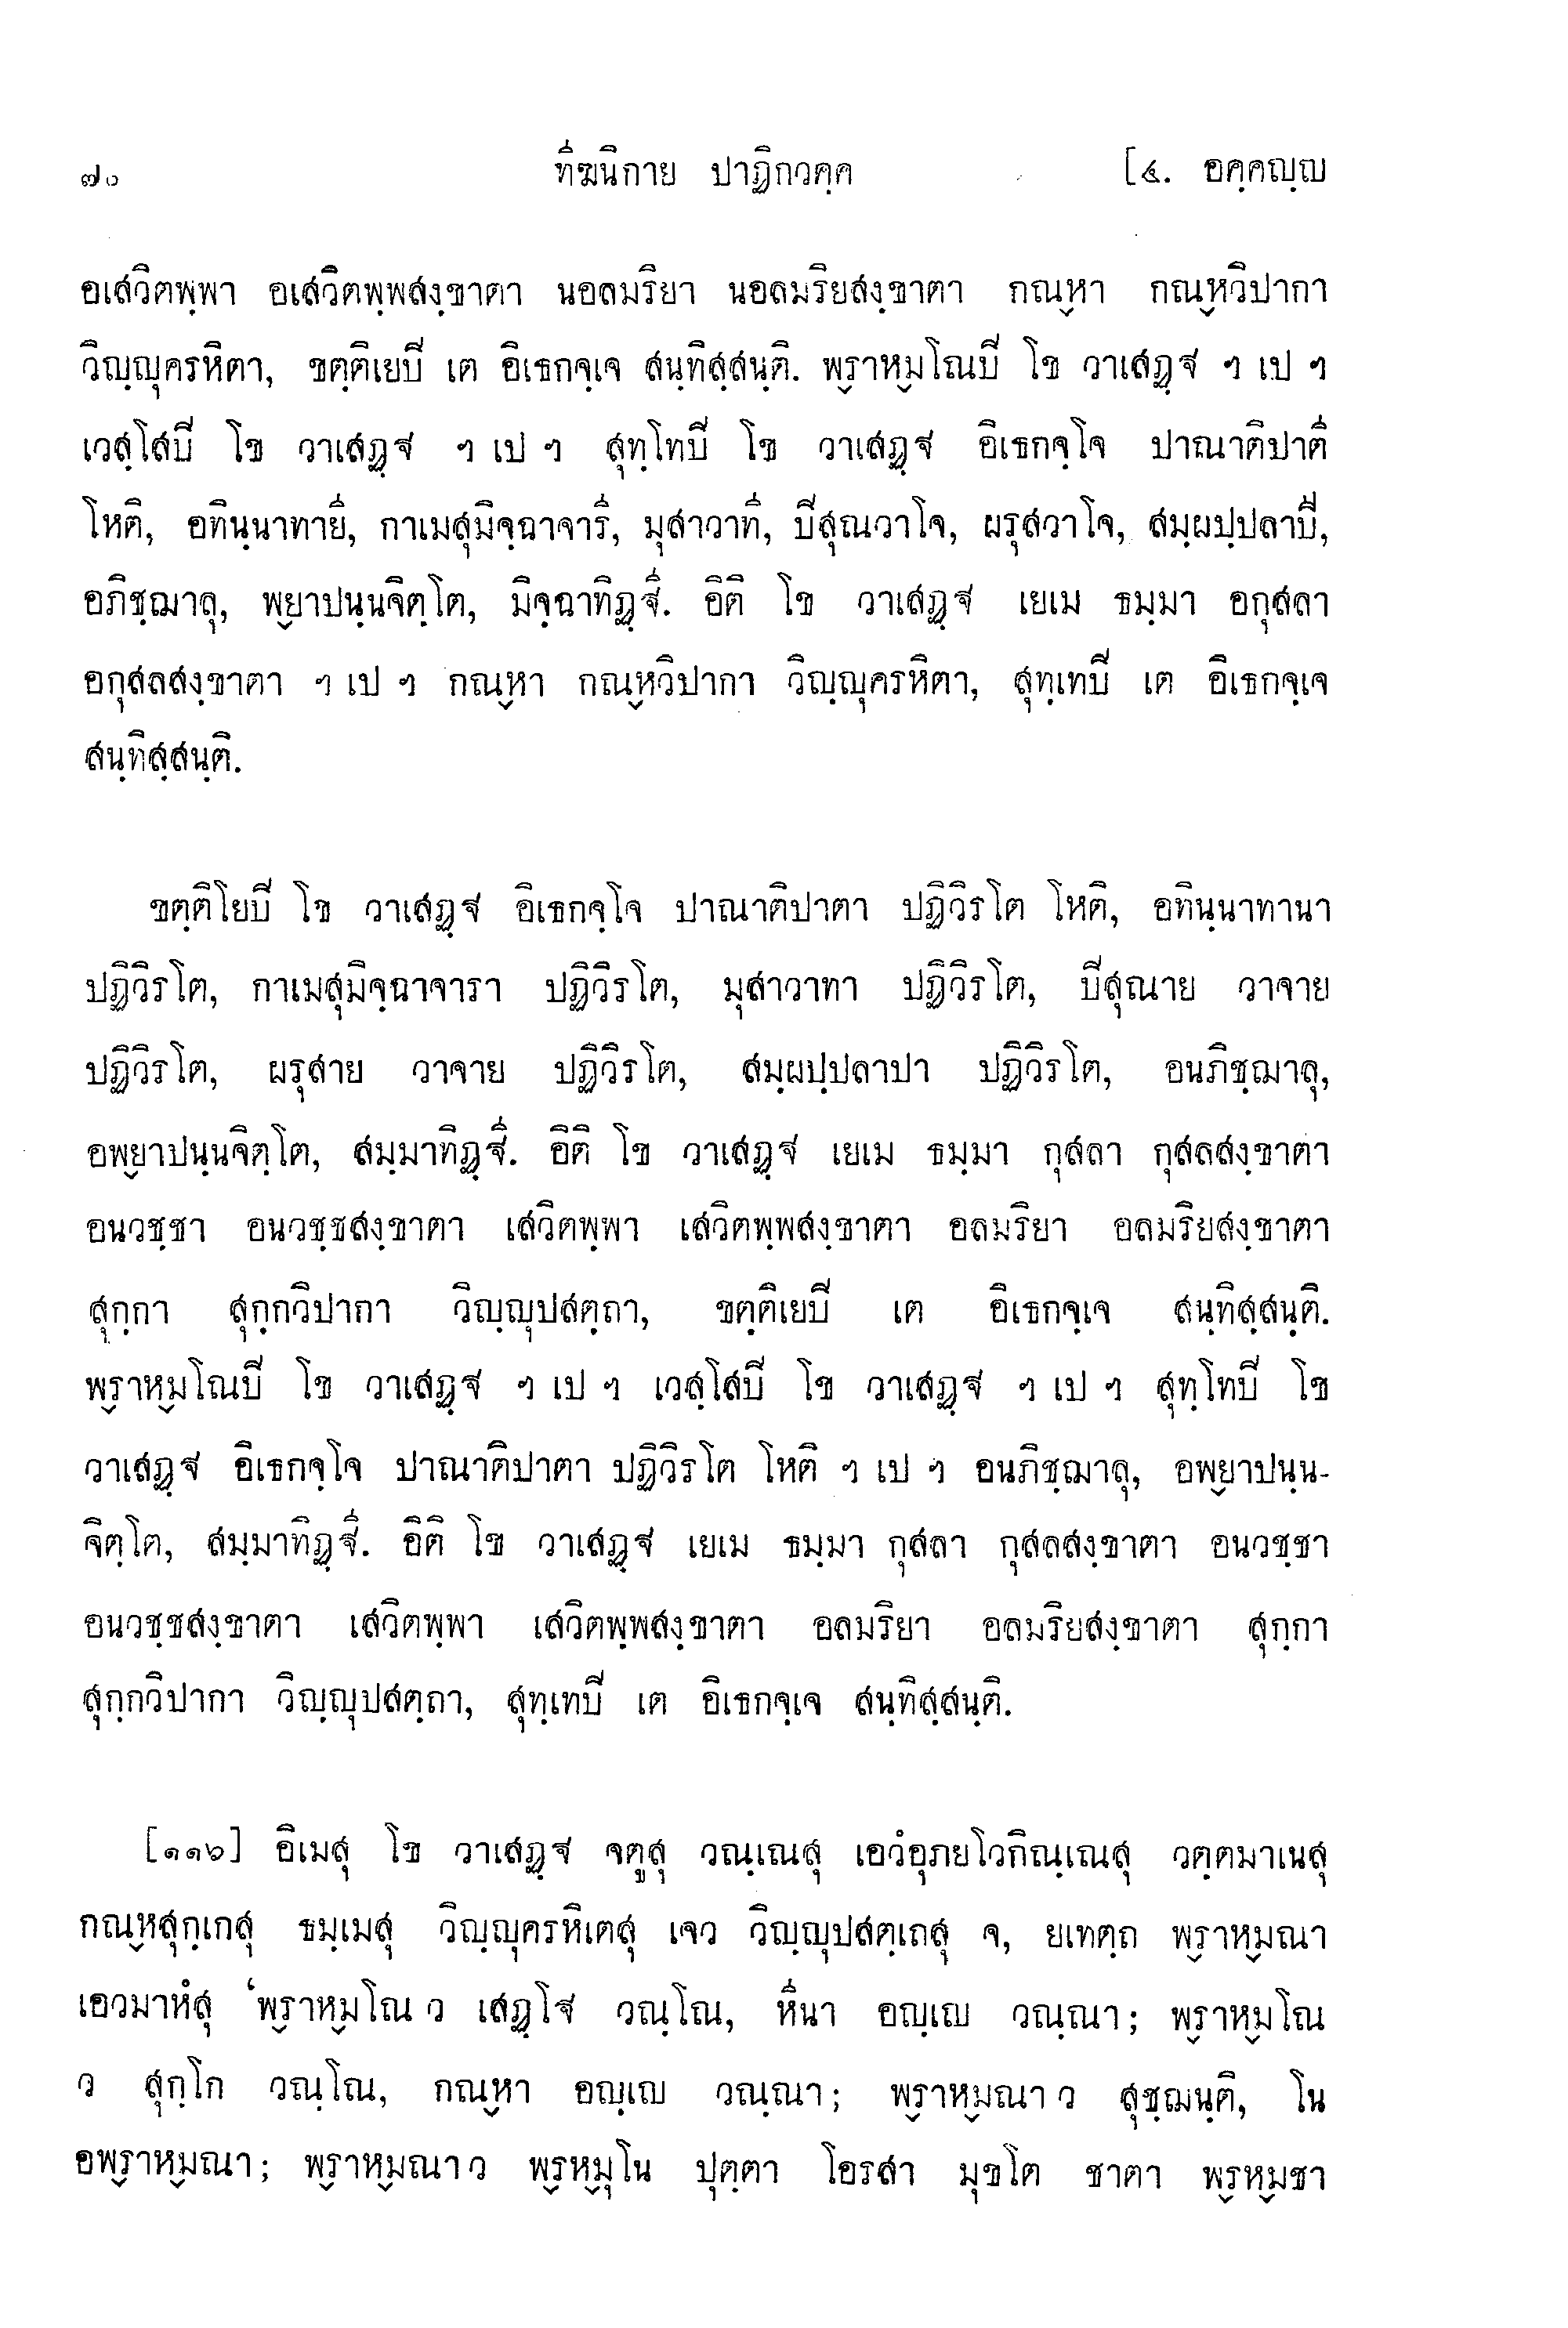 ๗๐ ทีฆนิกาย ปาฏิกวคฺค [๔. อคฺคญฺญ
อเสวิตพฺพา อเสวิตพฺพสงฺขาตา นอลมริยา นอลมริยสงฺขาตา กณฺหา กณฺหวิปากา
วิญฺญุครหิตา, ขตฺติเยปิ เต อิเธกจฺเจ สนฺทิสฺสนฺติ. พฺราหฺมโณปิ โข วาเสฏฺฐ ฯ เป ฯ
เวสฺโสปิ โข วาเสฏฺฐ ฯ เป ฯ สุทฺโทปิ โข วาเสฏฺฐ อิเธกจฺโจ ปาณาติปาตี
โหติ, อทินฺนาทายี, กาเมสุมิจฺฉาจารี, มุสาวาที, ปิสุณวาโจ, ผรุสวาโจ, สมฺผปฺปลาปี,
อภิชฺฌาลุ, พฺยาปนฺนจิตฺโต, มิจฺฉาทิฏฺฐี. อิติ โข วาเสฏฺฐ เยเม ธมฺมา อกุสลา
อกุสลสงฺขาตา ฯ เป ฯ กณฺหา กณฺหวิปากา วิญฺญุครหิตา, สุทฺเทปิ เต อิเธกจฺเจ
สนฺทิสฺสนฺติ.
ขตฺติโยปิ โข วาเสฏฺฐ อิเธกจฺโจ ปาณาติปาตา ปฏิวิรโต โหติ, อทินฺนาทานา
ปฏิวิรโต, กาเมสุมิจฺฉาจารา ปฏิวิรโต, มุสาวาทา ปฏิวิรโต, ปิสุณาย วาจาย
ปฏิวิรโต, ผรุสาย วาจาย ปฏิวิรโต, สมฺผปฺปลาปา ปฏิวิรโต, อนภิชฺฌาลุ,
อพฺยาปนฺนจิตฺโต, สมฺมาทิฏฺฐี. อิติ โข วาเสฏฺฐ เยเม ธมฺมา กุสลา กุสลสงฺขาตา
อนวชฺชา อนวชฺชสงฺขาตา เสวิตพฺพา เสวิตพฺพสงฺขาตา อลมริยา อลมริยสงฺขาตา
สุกฺกา สุกฺกวิปากา วิญฺญุปสตฺถา, ขตฺติเยปิ เต อิเธกจฺเจ สนฺทิสฺสนฺติ.
พฺราหฺมโณปิ โข วาเสฏฺฐ ฯ เป ฯ เวสฺโสปิ โข วาเสฏฺฐ ฯ เป ฯ สุทฺโทปิ โข
วาเสฏฺฐ อิเธกจฺโจ ปาณาติปาตา ปฏิวิรโต โหติ ฯ เป ฯ อนภิชฺฌาลุ, อพฺยาปนฺน-
จิตฺโต, สมฺมาทิฏฺฐี. อิติ โข วาเสฏฺฐ เยเม ธมฺมา กุสลา กุสลสงฺขาตา อนวชฺชา
อนวชฺชสงฺขาตา เสวิตพฺพา เสวิตพฺพสงฺขาตา อลมริยา อลมริยสงฺขาตา สุกฺกา
สุกฺกวิปากา วิญฺญุปสตฺถา, สุทฺเทปิ เต อิเธกจฺเจ สนฺทิสฺสนฺติ.
[๑๑๖] อิเมสุ โข วาเสฏฺฐ จตูสุ วณฺเณสุ เอวํอุภยโวกิณฺเณสุ วตฺตมาเนสุ
กณฺหสุกฺเกสุ ธมฺเมสุ วิญฺญุครหิเตสุ เจว วิญฺญุปสตฺเถสุ จ, ยเทตฺถ พฺราหฺมณา
เอวมาหํสุ ‘พฺราหฺมโณ ว เสฏฺโฐ วณฺโณ, หีนา อญฺเญ วณฺณา; พฺราหฺมโณ
ว สุกฺโก วณฺโณ, กณฺหา อญฺเญ วณฺณา; พฺราหฺมณา ว สุชฺฌนฺติ, โน
อพฺราหฺมณา; พฺราหฺมณา ว พฺรหฺมุโน ปุตฺตา โอรสา มุขโต ชาตา พฺรหฺมชา